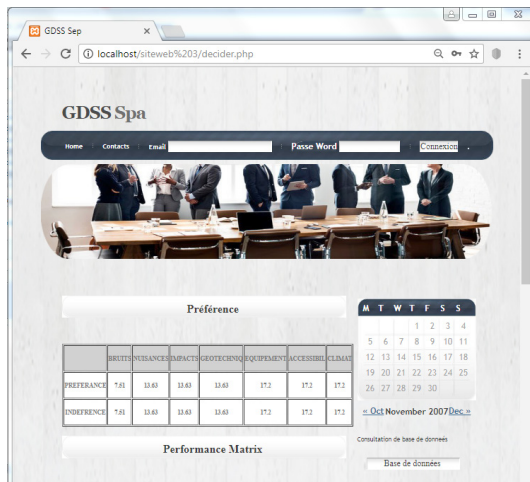 GDSS Sep
localhost/siteweb%203/decider.php
GDSS Spa
Home Contacts Email Passe Word Connexion .
Préférence
M T W T F S S
1 2 3 4
5 6 7 8 9 10 11
12 13 14 15 16 17 18
19 20 21 22 23 24 25
26 27 28 29 30
« Oct November 2007 Dec »
BRUITS NUISANCES IMPACTS GEOTECHNIQ EQUIPEMENT ACCESSIBIL CLIMAT
PREFERANCE 7.61 13.63 13.63 13.63 17.2 17.2 17.2
INDEFRENCE 7.61 13.63 13.63 13.63 17.2 17.2 17.2
Consultation de base de donneés
Performance Matrix
Base de données